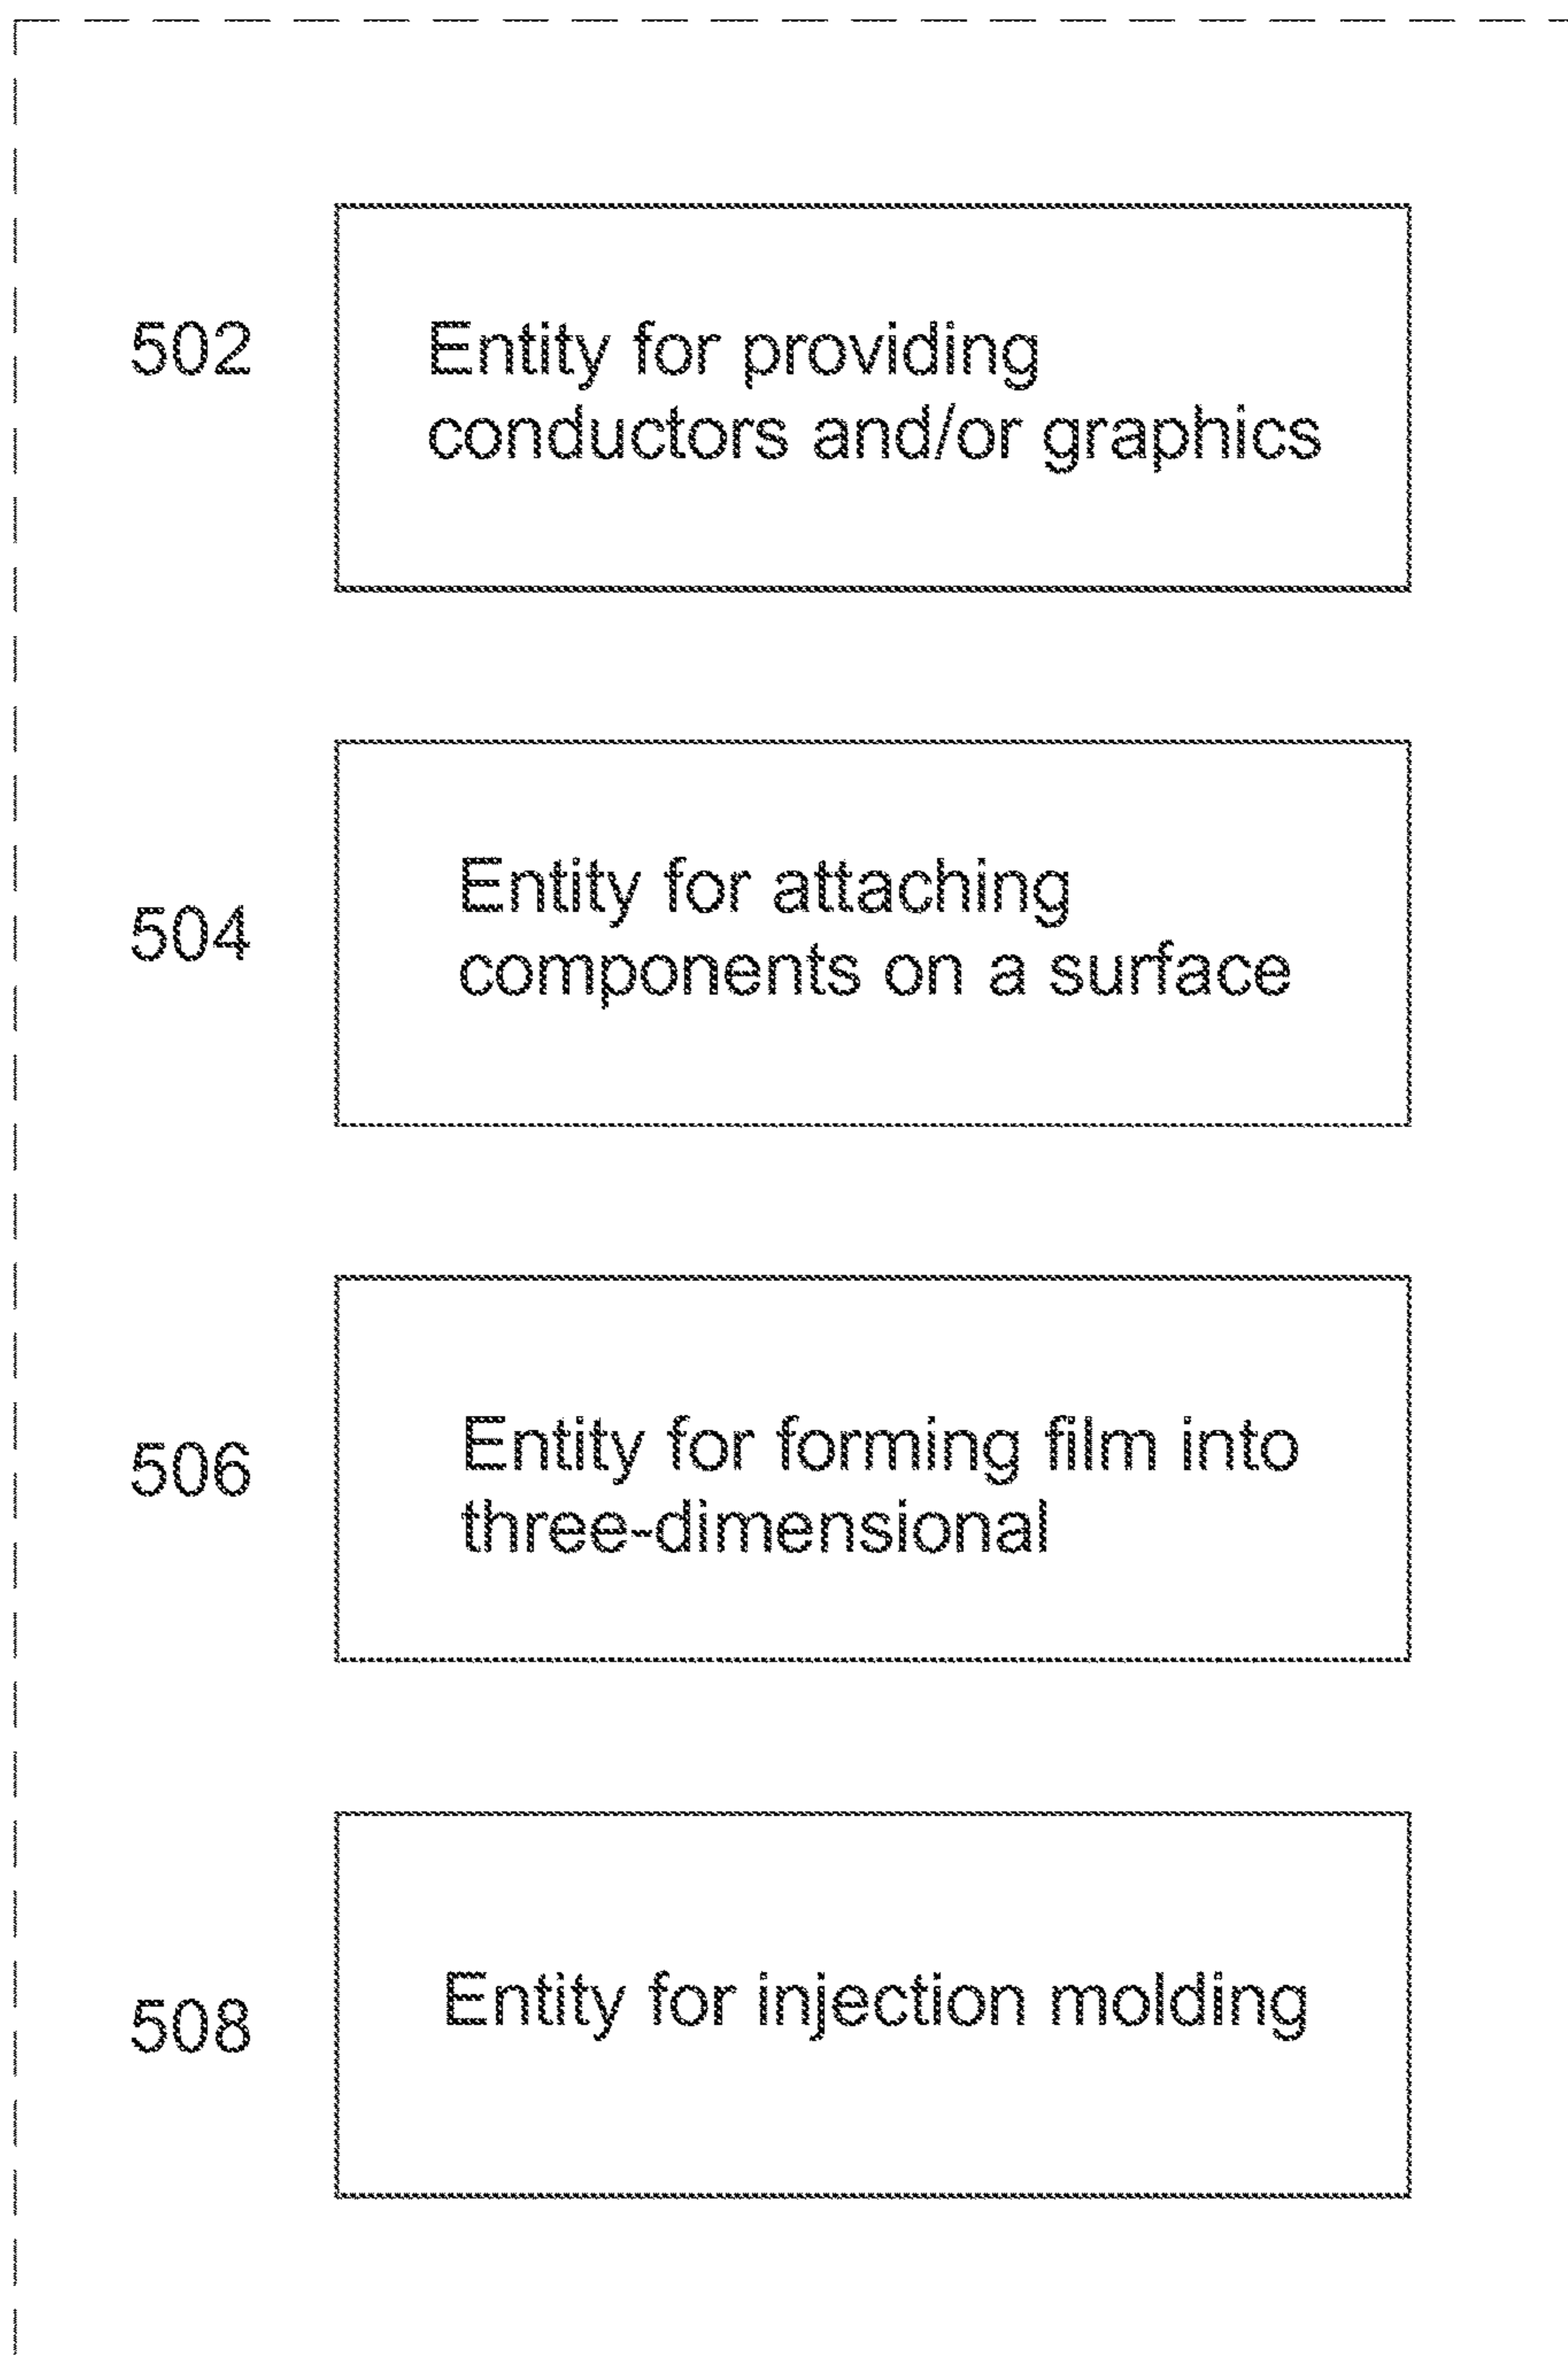 502
Entity for providing
conductors and/or graphics
504
Entity for attaching
components on a surface
506
Entity for forming film into
three-dimensional
508
Entity for injection molding